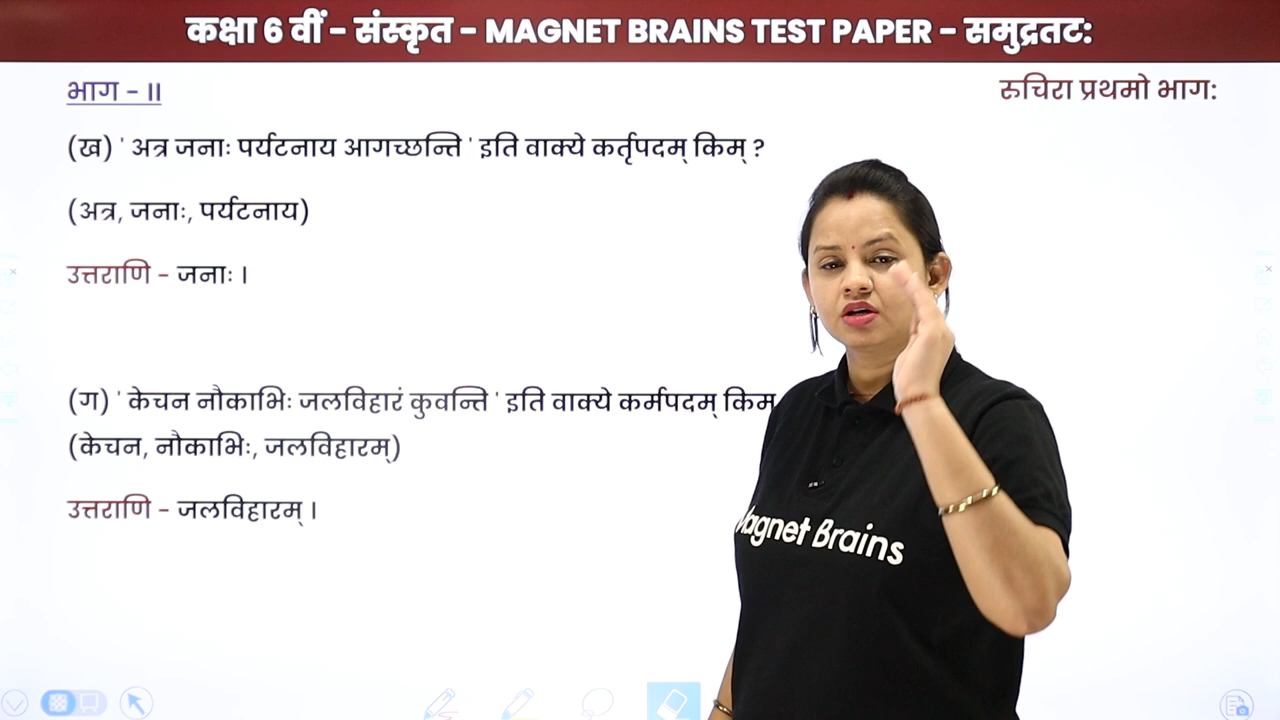 कक्षा 6 वीं - संस्कृत - MAGNET BRAINS TEST PAPER - समुद्रतट:
भाग - II
रुचिरा प्रथमो भाग:
(ख) ' अत्र जनाः पर्यटनाय आगच्छन्ति ' इति वाक्ये कर्तृपदम् किम् ?
(अत्र, जनाः, पर्यटनाय)
उत्तराणि - जनाः ।
(ग) ' केचन नौकाभिः जलविहारं कुवन्ति ' इति वाक्ये कर्मपदम् किम्
(केचन, नौकाभिः, जलविहारम्)
उत्तराणि - जलविहारम् ।
Magnet Brains